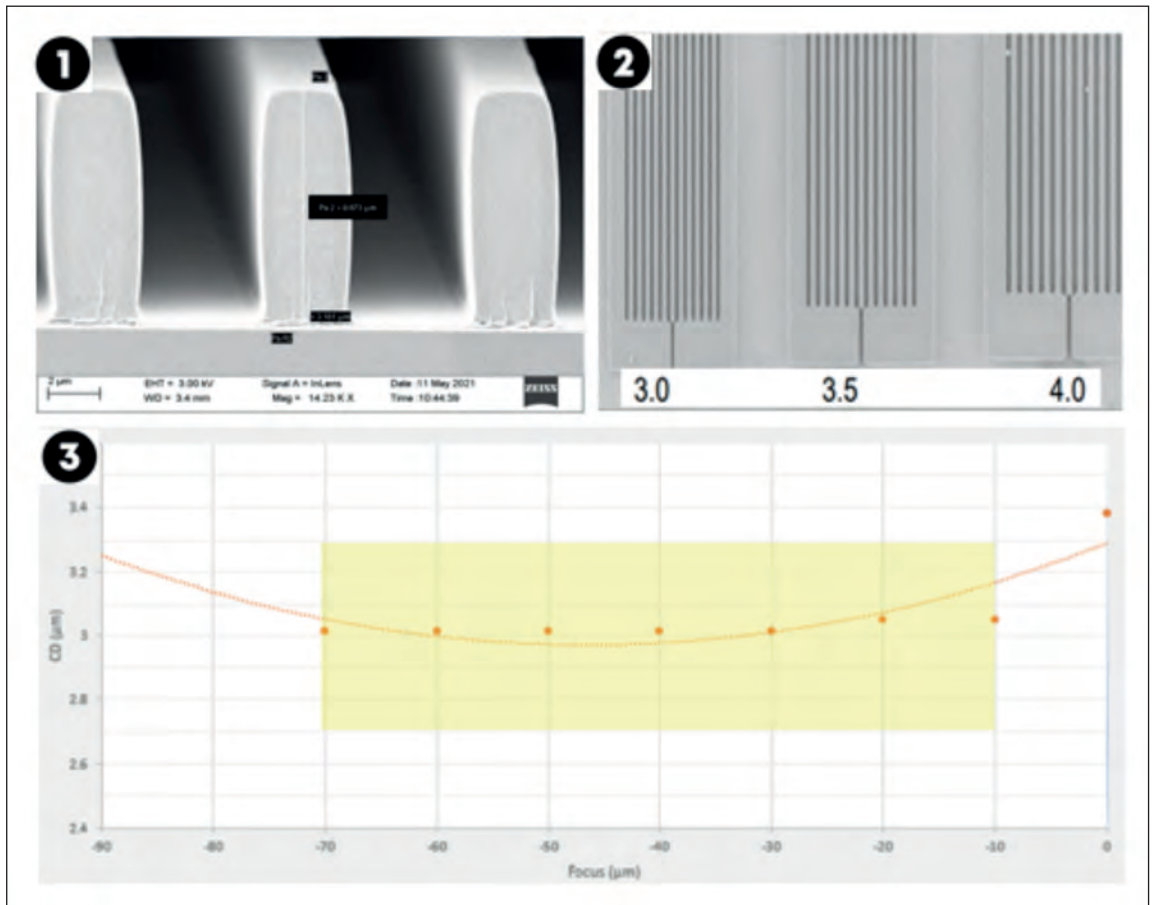 1
2
2 µm
EHT = 3.00 kV
Signal A = InLens
Date :11 May 2021
ZEISS
WD = 3.4 mm
Mag = 14.23 K X
Time :10:44:39
3.0 3.5 4.0
3
3.4
3.2
3
2.8
2.6
2.4
CD (µm)
-90 -80 -70 -60 -50 -40 -30 -20 -10 0
Focus (µm)